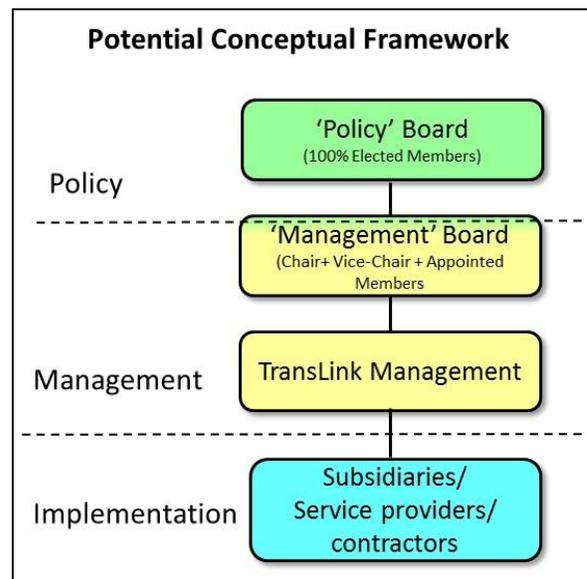 Potential Conceptual Framework
‘Policy’ Board
(100% Elected Members)
Policy
‘Management’ Board
(Chair+ Vice-Chair + Appointed
Members
TransLink Management
Management
Subsidiaries/
Service providers/
contractors
Implementation